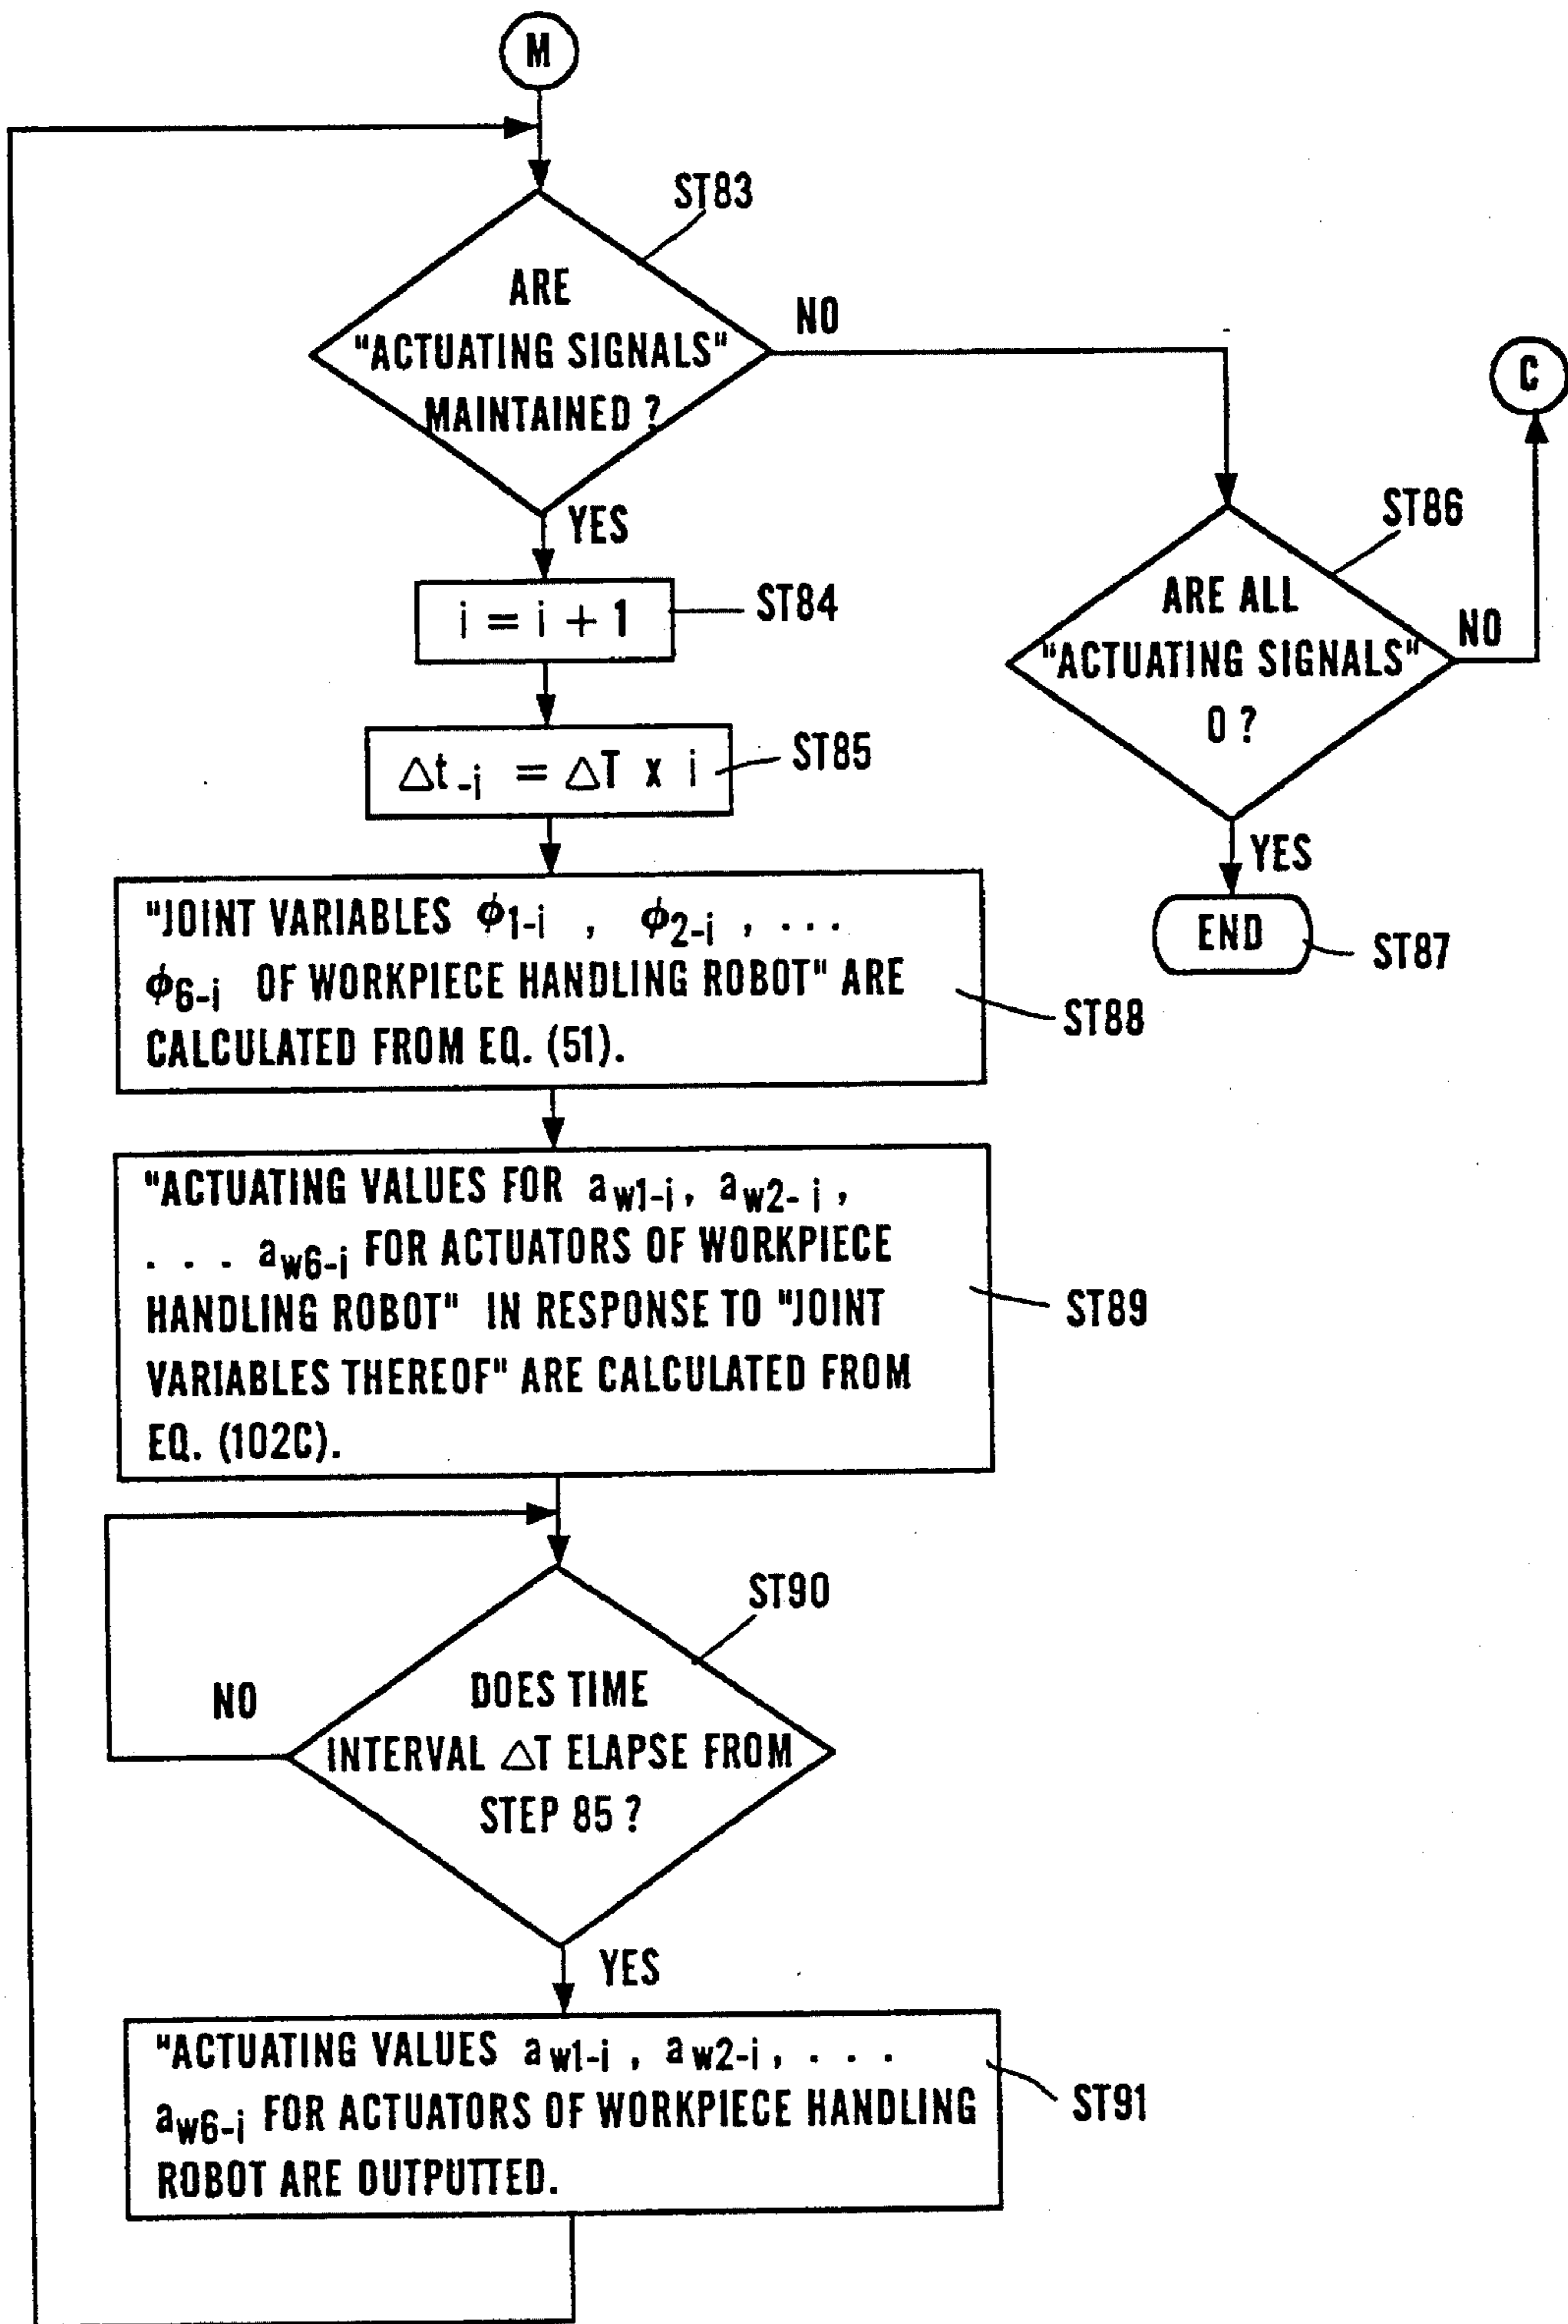 M
ST83
ARE
"ACTUATING SIGNALS"
MAINTAINED ?
NO
YES
C
ST84
i = i + 1
ST85
Δt-i = ΔT x i
ST86
ARE ALL
"ACTUATING SIGNALS"
0 ?
NO
YES
END
ST87
"JOINT VARIABLES ϕ1-i , ϕ2-i , ...
ϕ6-i OF WORKPIECE HANDLING ROBOT" ARE
CALCULATED FROM EQ. (51).
ST88
"ACTUATING VALUES FOR aw1-i, aw2-i ,
. . . aw6-i FOR ACTUATORS OF WORKPIECE
HANDLING ROBOT" IN RESPONSE TO "JOINT
VARIABLES THEREOF" ARE CALCULATED FROM
EQ. (102C).
ST89
ST90
DOES TIME
INTERVAL ΔT ELAPSE FROM
STEP 85 ?
NO
YES
"ACTUATING VALUES aw1-i , aw2-i, . . .
aw6-i FOR ACTUATORS OF WORKPIECE HANDLING
ROBOT ARE OUTPUTTED.
ST91